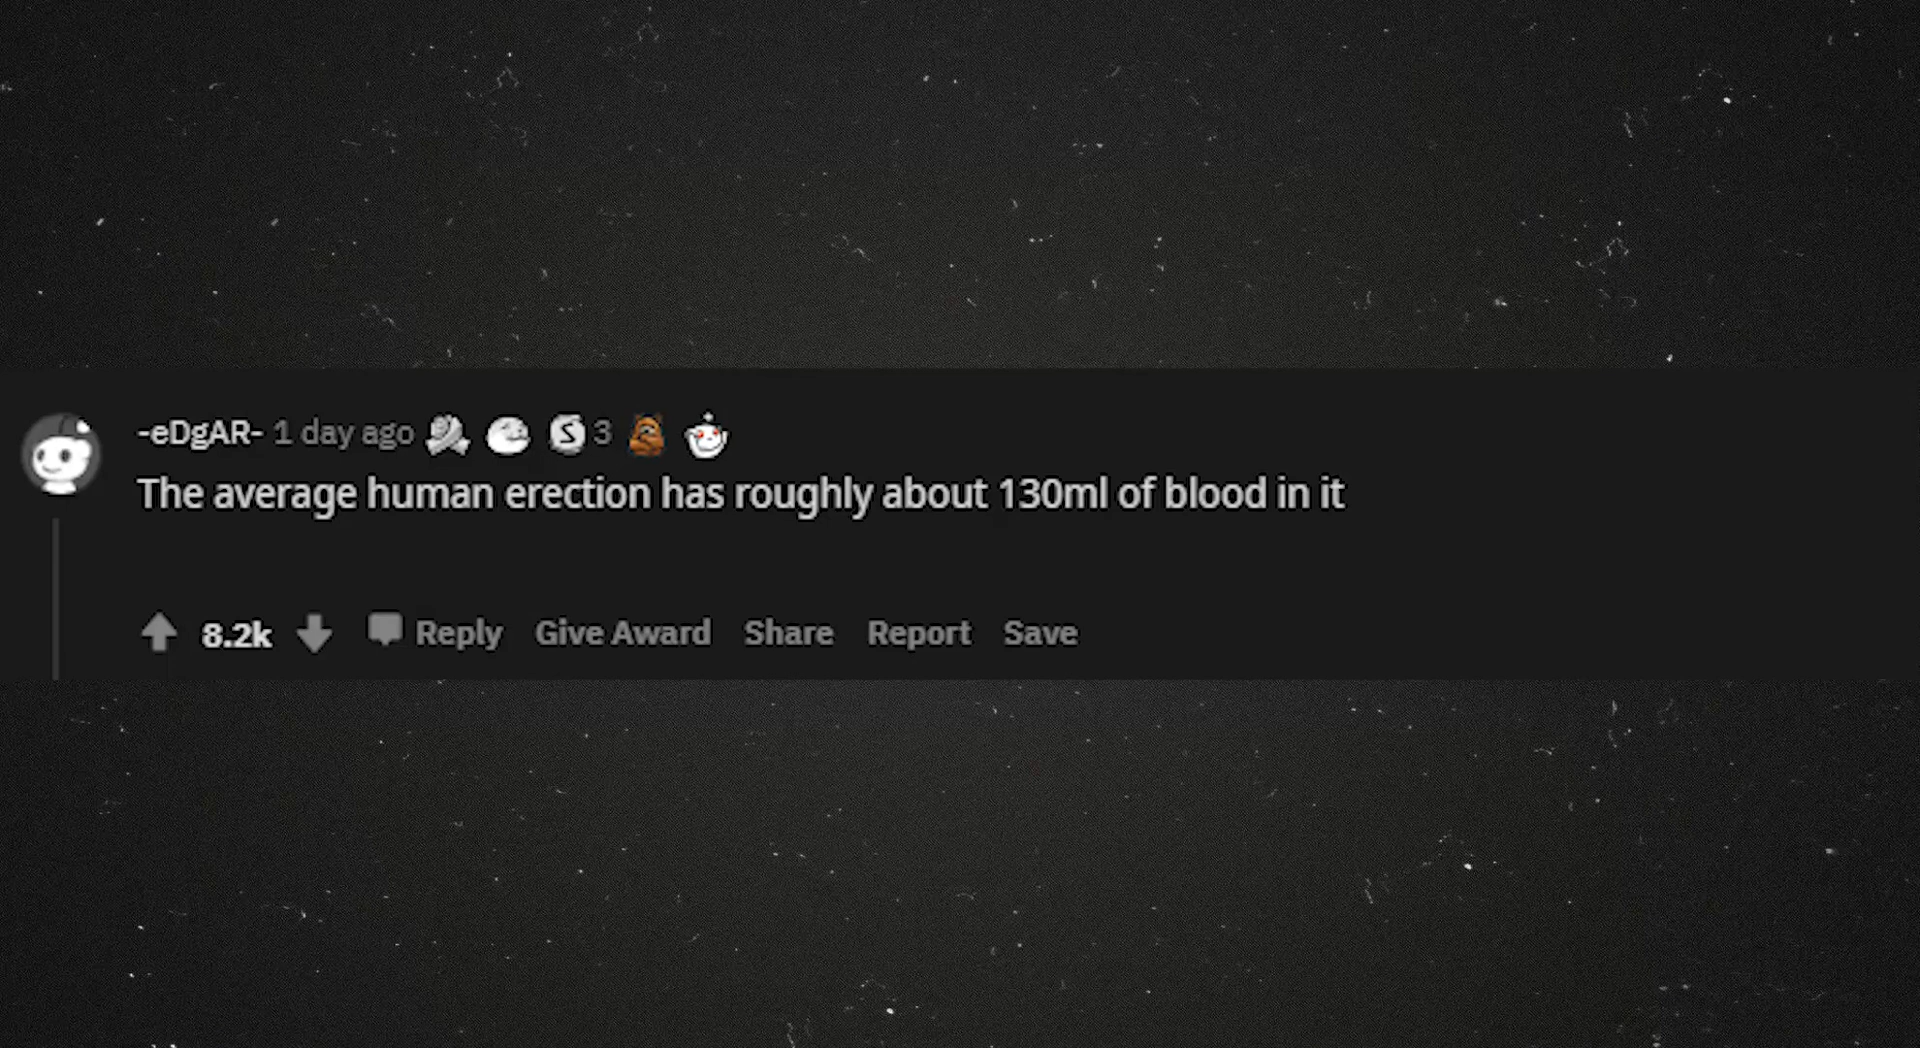 -eDgAR- 1 day ago 3
The average human erection has roughly about 130ml of blood in it
8.2k Reply Give Award Share Report Save